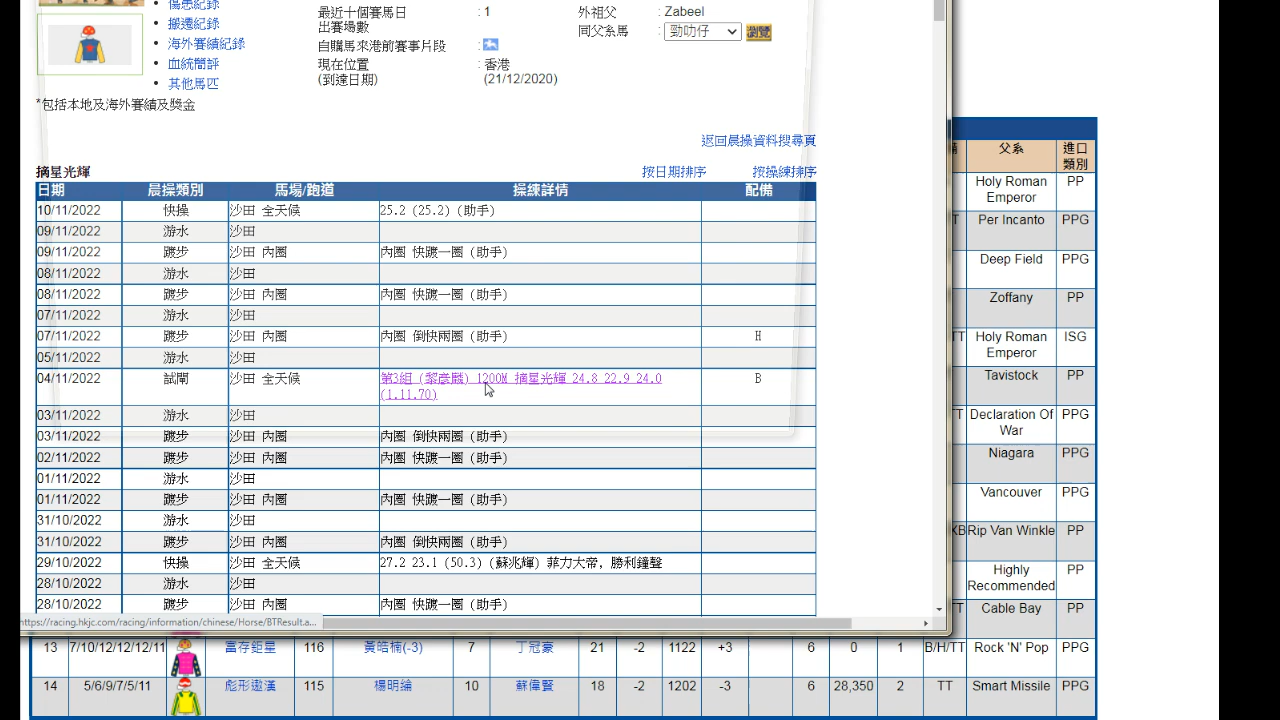 傷患紀錄
搬遷紀錄
海外賽績紀錄
血統簡評
其他馬匹
*包括本地及海外賽績及獎金
最近十個賽馬日
出賽場數 : 1
自購馬來港前賽事片段 :
現在位置 : 香港
(到達日期) (21/12/2020)
外祖父 : Zabeel
同父系馬 : 勁叻仔 瀏覽
返回晨操資料搜尋頁
摘星光輝 按日期排序 按操練排序
日期 晨操類別 馬場/跑道 操練詳情 配備
10/11/2022 快操 沙田 全天候 25.2 (25.2) (助手)
09/11/2022 游水 沙田
09/11/2022 踱步 沙田 內圈 內圈 快踱一圈 (助手)
08/11/2022 游水 沙田
08/11/2022 踱步 沙田 內圈 內圈 快踱一圈 (助手)
07/11/2022 游水 沙田
07/11/2022 踱步 沙田 內圈 內圈 倒快兩圈 (助手) H
05/11/2022 游水 沙田
04/11/2022 試閘 沙田 全天候 第3組 (黎彥廳) 1200M 摘星光輝 24.8 22.9 24.0 B
(1.11.70)
03/11/2022 游水 沙田
03/11/2022 踱步 沙田 內圈 內圈 倒快兩圈 (助手)
02/11/2022 踱步 沙田 內圈 內圈 快踱一圈 (助手)
01/11/2022 游水 沙田
01/11/2022 踱步 沙田 內圈 內圈 快踱一圈 (助手)
31/10/2022 游水 沙田
31/10/2022 踱步 沙田 內圈 內圈 倒快兩圈 (助手)
29/10/2022 快操 沙田 全天候 27.2 23.1 (50.3) (蘇兆輝) 菲力大帝, 勝利鐘聲
28/10/2022 游水 沙田
28/10/2022 踱步 沙田 內圈 內圈 快踱一圈 (助手)
https://racing.hkjc.com/racing/information/chinese/Horse/BTResult.a...
父系 進口
類別
Holy Roman
Emperor PP
Per Incanto PPG
Deep Field PPG
Zoffany PP
TT Holy Roman
Emperor ISG
Tavistock PP
Declaration Of
War PPG
Niagara PPG
Vancouver PPG
XB Rip Van Winkle PP
Highly
Recommended PP
Cable Bay PP
13 7/10/12/12/12/11 富存鉅星 116 黃皓楠(-3) 7 丁冠豪 21 -2 1122 +3 6 0 1 B/H/TT Rock 'N' Pop PPG
14 5/6/9/7/5/11 彪形遨漢 115 楊明綸 10 蘇偉賢 18 -2 1202 -3 6 28,350 2 TT Smart Missile PPG